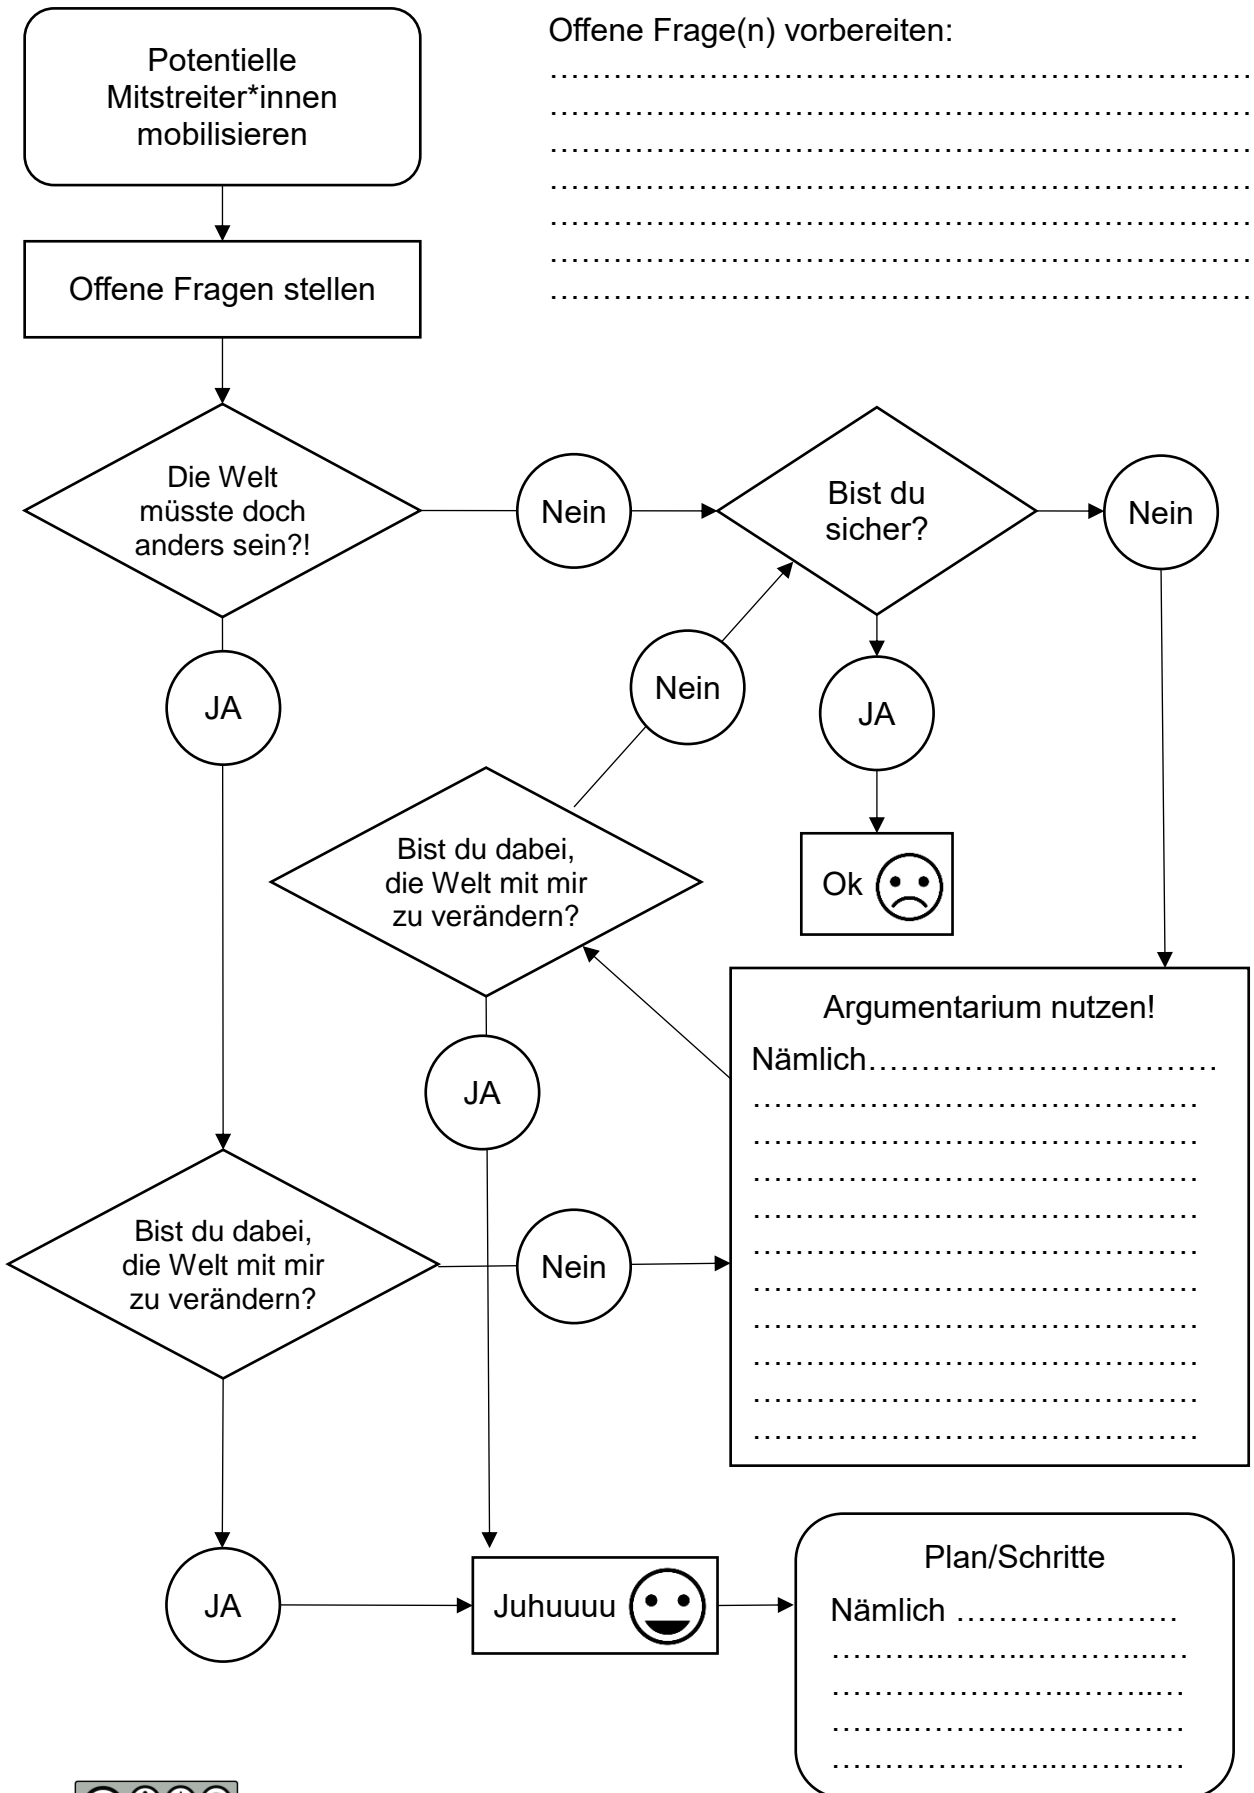 Potentielle
Mitstreiter*innen
mobilisieren
Offene Frage(n) vorbereiten:
Offene Fragen stellen
Die Welt
müsste doch
anders sein?!
Nein
Bist du
sicher?
Nein
JA
Nein
JA
Bist du dabei,
die Welt mit mir
zu verändern?
Ok
Argumentarium nutzen!
Nämlich……………………………
JA
Bist du dabei,
die Welt mit mir
zu verändern?
Nein
JA
Juhuuuu
Plan/Schritte
Nämlich …………………